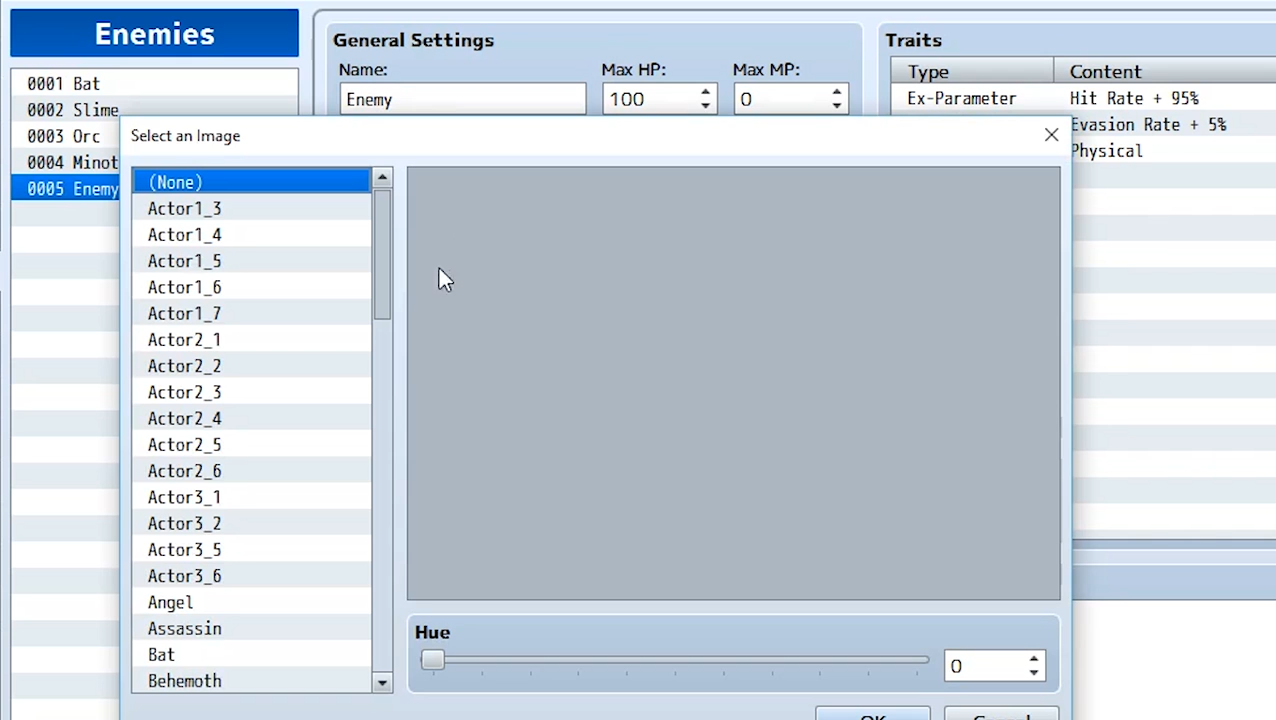 Enemies
0001 Bat
0002 Slime
0003 Orc
0004 Minot
0005 Enemy
General Settings
Name:
Max HP:
Max MP:
Enemy
100
0
Traits
Type
Content
Ex-Parameter
Hit Rate + 95%
Evasion Rate + 5%
Physical
Select an Image
(None)
Actor1_3
Actor1_4
Actor1_5
Actor1_6
Actor1_7
Actor2_1
Actor2_2
Actor2_3
Actor2_4
Actor2_5
Actor2_6
Actor3_1
Actor3_2
Actor3_5
Actor3_6
Angel
Assassin
Bat
Behemoth
Hue
0
OK
Cancel